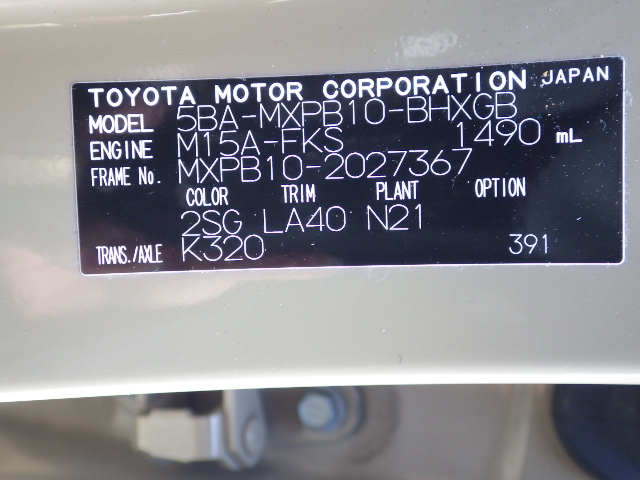 TOYOTA MOTOR CORPORATION JAPAN
MODEL 5BA-MXPB10-BHXGB
ENGINE M15A-FKS 1490 mL
FRAME No. MXPB10-2027367
COLOR TRIM PLANT OPTION
2SG LA40 N21
TRANS./AXLE K320 391